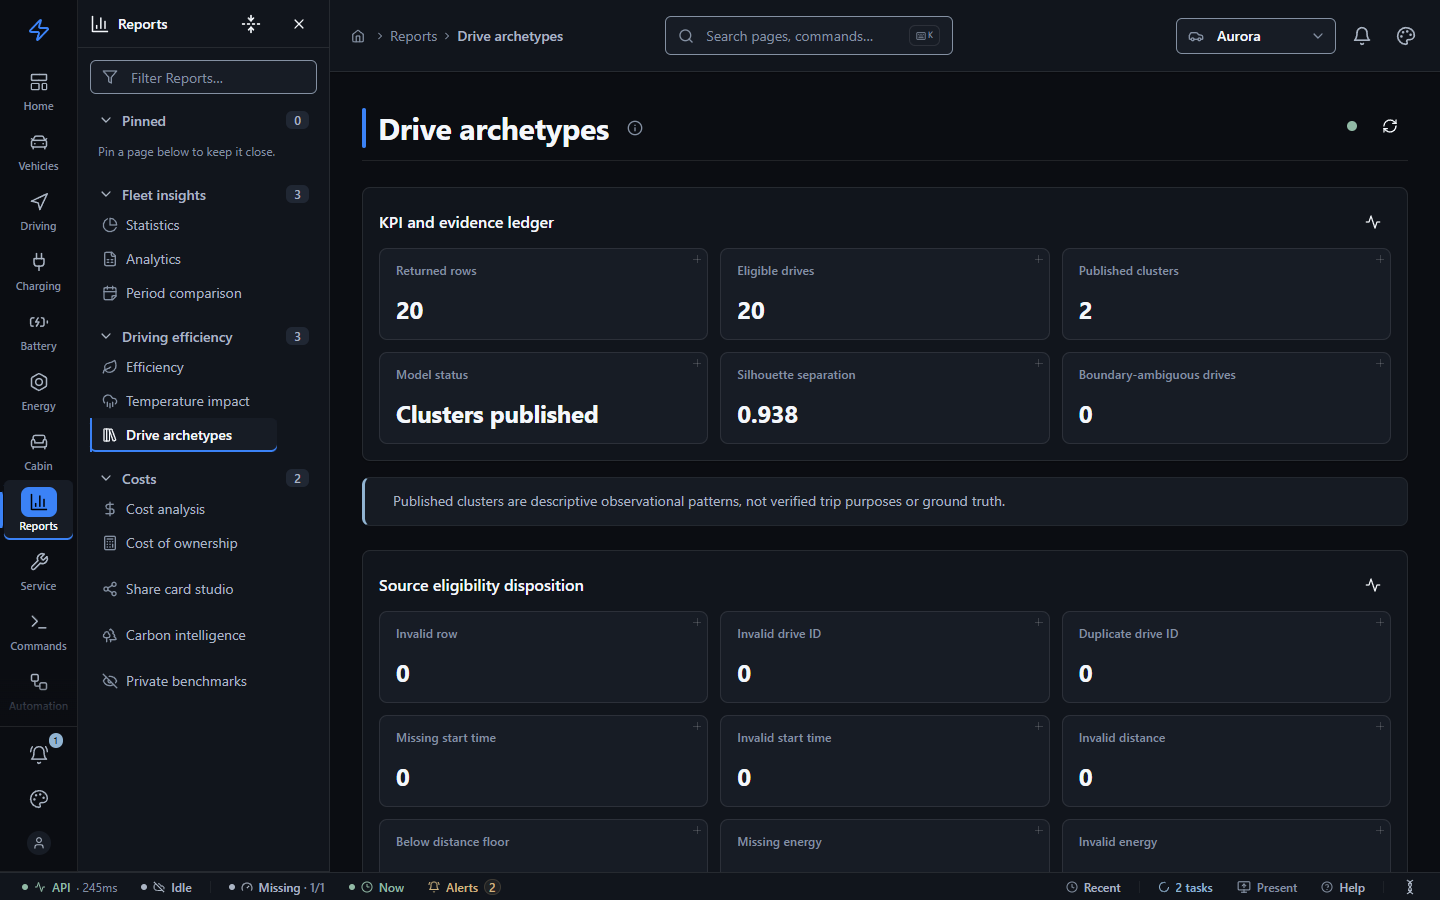 Home
Vehicles
Driving
Charging
Battery
Energy
Cabin
Reports
Service
Commands
Automation
1
Reports
Filter Reports...
Pinned 0
Pin a page below to keep it close.
Fleet insights 3
Statistics
Analytics
Period comparison
Driving efficiency 3
Efficiency
Temperature impact
Drive archetypes
Costs 2
Cost analysis
Cost of ownership
Share card studio
Carbon intelligence
Private benchmarks
Reports Drive archetypes
Search pages, commands... K
Aurora
Drive archetypes
KPI and evidence ledger
Returned rows
20
Eligible drives
20
Published clusters
2
Model status
Clusters published
Silhouette separation
0.938
Boundary-ambiguous drives
0
Published clusters are descriptive observational patterns, not verified trip purposes or ground truth.
Source eligibility disposition
Invalid row
0
Invalid drive ID
0
Duplicate drive ID
0
Missing start time
0
Invalid start time
0
Invalid distance
0
Below distance floor
Missing energy
Invalid energy
API · 245ms
Idle
Missing · 1/1
Now
Alerts 2
Recent
2 tasks
Present
Help